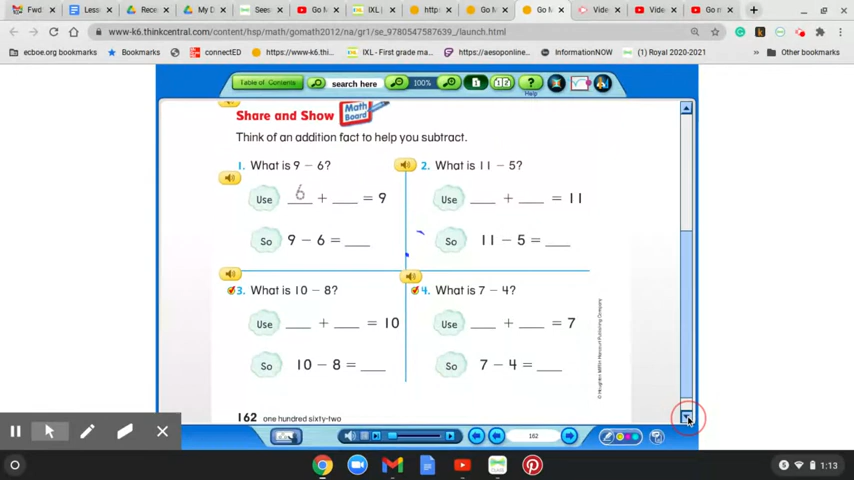 Fwd
Lesso
Rece
My D
Sees
Go M
IXL
http
Go M
Go M
Vide
Vide
Go m
www-k6.thinkcentral.com/content/hsp/math/gomath2012/na/gr1/se_9780547587639_/launch.html
ecboe.org bookmarks
Bookmarks
connectED
https://www-k6.thin...
IXL - First grade ma...
https://aesoponline...
InformationNOW
(1) Royal 2020-2021
Other bookmarks
Table of Contents
search here
100%
1
1 2
?
Help
Share and Show
Math Board
Think of an addition fact to help you subtract.
1. What is 9 − 6?
Use 6 + ___ = 9
So 9 − 6 = ___
2. What is 11 − 5?
Use ___ + ___ = 11
So 11 − 5 = ___
3. What is 10 − 8?
Use ___ + ___ = 10
So 10 − 8 = ___
4. What is 7 − 4?
Use ___ + ___ = 7
So 7 − 4 = ___
© Houghton Mifflin Harcourt Publishing Company
162 one hundred sixty-two
162
1:13